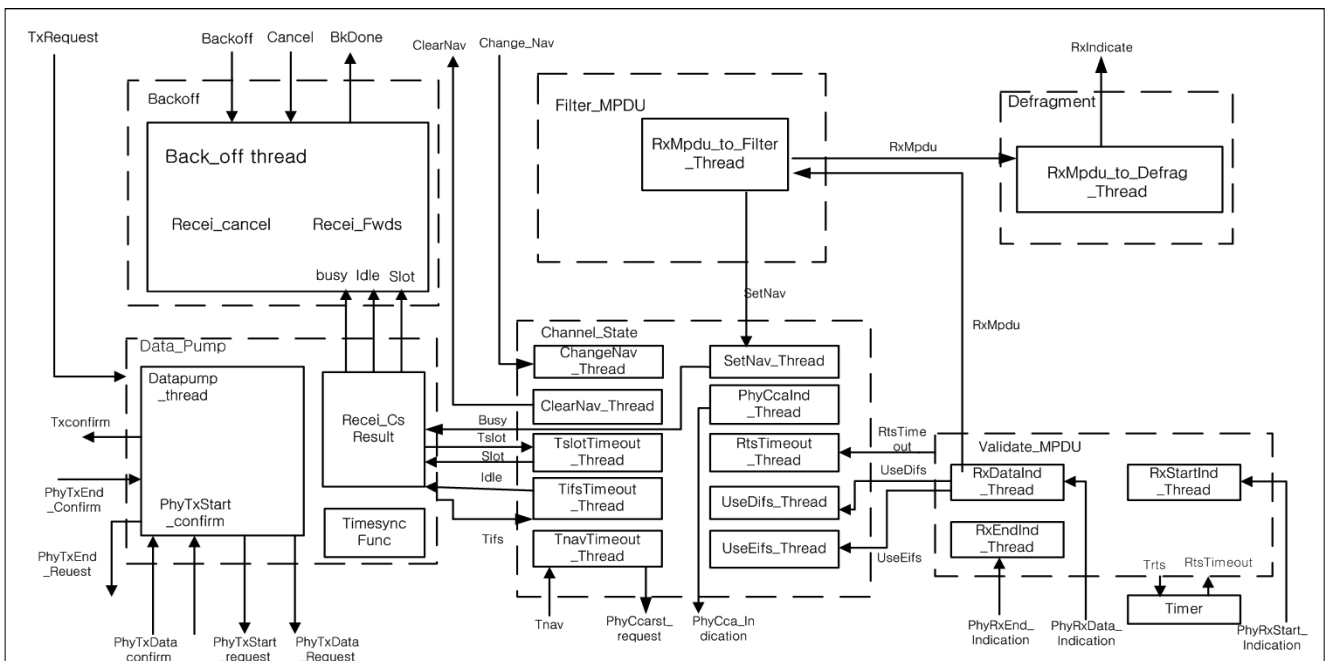 TxRequest
Backoff
Cancel
BkDone
ClearNav
Change_Nav
RxIndicate
Backoff
Back_off thread
Recei_cancel
Recei_Fwds
busy
Idle
Slot
Filter_MPDU
RxMpdu_to_Filter
_Thread
RxMpdu
Defragment
RxMpdu_to_Defrag
_Thread
SetNav
RxMpdu
Data_Pump
Datapump
_thread
PhyTxStart
_confirm
Recei_Cs
Result
Timesync
Func
Txconfirm
PhyTxEnd
_Confirm
PhyTxEnd
_Reuest
PhyTxData
confirm
PhyTxStart
_request
PhyTxData
_Request
Busy
Tslot
Slot
Idle
Tifs
Channel_State
ChangeNav
_Thread
ClearNav_Thread
TslotTimeout
_Thread
TifsTimeout
_Thread
TnavTimeout
_Thread
SetNav_Thread
PhyCcaInd
_Thread
RtsTimeout
_Thread
UseDifs_Thread
UseEifs_Thread
Tnav
PhyCcarst_
request
PhyCca_In
dication
RtsTime
out
UseDifs
UseEifs
Validate_MPDU
RxDataInd
_Thread
RxStartInd
_Thread
RxEndInd
_Thread
Trts
RtsTimeout
Timer
PhyRxEnd
_Indication
PhyRxData_
Indication
PhyRxStart_
Indication